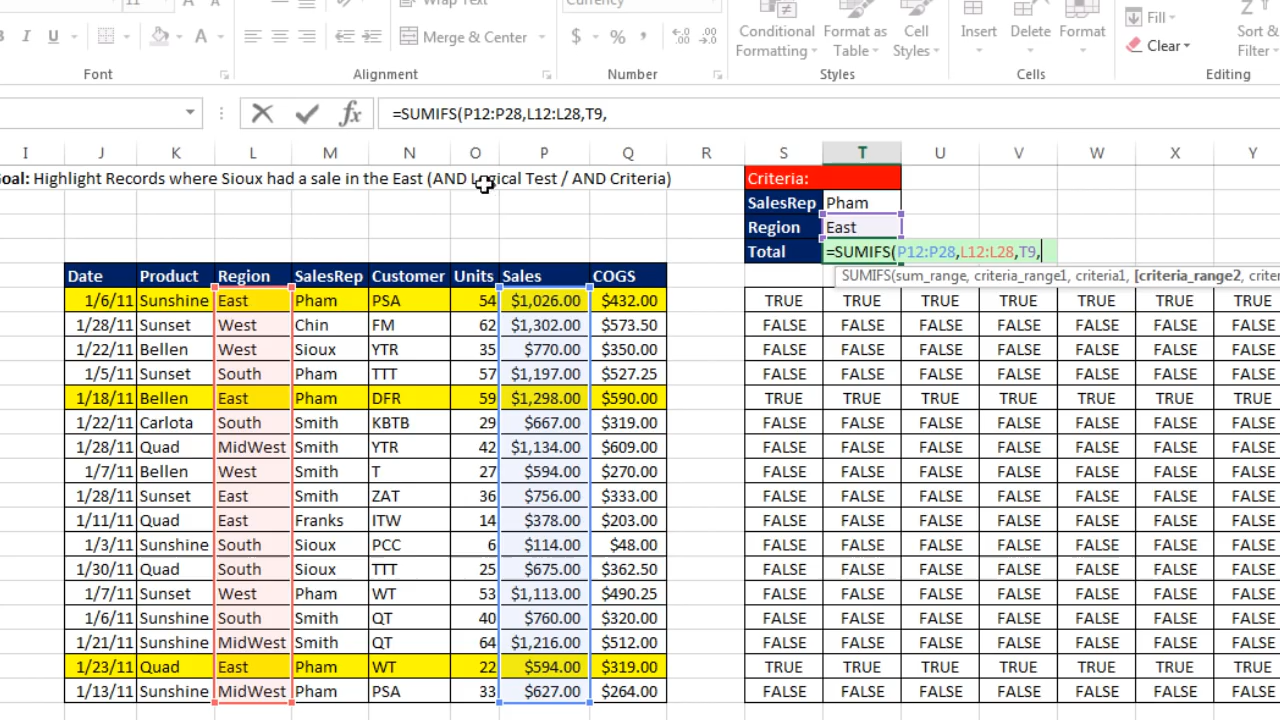 11 A A Wrap Text Currency
B I U A Merge & Center $ % , Conditional Formatting Format as Table Cell Styles Insert Delete Format Fill Clear Sort & Filter
Font Alignment Number Styles Cells Editing
fx =SUMIFS(P12:P28,L12:L28,T9,
I J K L M N O P Q R S T U V W X Y
oal: Highlight Records where Sioux had a sale in the East (AND Logical Test / AND Criteria) Criteria:
SalesRep Pham
Region East
Total =SUMIFS(P12:P28,L12:L28,T9,
Date Product Region SalesRep Customer Units Sales COGS SUMIFS(sum_range, criteria_range1, criteria1, [criteria_range2, crite
1/6/11 Sunshine East Pham PSA 54 $1,026.00 $432.00 TRUE TRUE TRUE TRUE TRUE TRUE TRUE
1/28/11 Sunset West Chin FM 62 $1,302.00 $573.50 FALSE FALSE FALSE FALSE FALSE FALSE FALSE
1/22/11 Bellen West Sioux YTR 35 $770.00 $350.00 FALSE FALSE FALSE FALSE FALSE FALSE FALSE
1/5/11 Sunset South Pham TTT 57 $1,197.00 $527.25 FALSE FALSE FALSE FALSE FALSE FALSE FALSE
1/18/11 Bellen East Pham DFR 59 $1,298.00 $590.00 TRUE TRUE TRUE TRUE TRUE TRUE TRUE
1/22/11 Carlota South Smith KBTB 29 $667.00 $319.00 FALSE FALSE FALSE FALSE FALSE FALSE FALSE
1/28/11 Quad MidWest Smith YTR 42 $1,134.00 $609.00 FALSE FALSE FALSE FALSE FALSE FALSE FALSE
1/7/11 Bellen West Smith T 27 $594.00 $270.00 FALSE FALSE FALSE FALSE FALSE FALSE FALSE
1/28/11 Sunset East Smith ZAT 36 $756.00 $333.00 FALSE FALSE FALSE FALSE FALSE FALSE FALSE
1/11/11 Quad East Franks ITW 14 $378.00 $203.00 FALSE FALSE FALSE FALSE FALSE FALSE FALSE
1/3/11 Sunshine South Sioux PCC 6 $114.00 $48.00 FALSE FALSE FALSE FALSE FALSE FALSE FALSE
1/30/11 Quad South Sioux TTT 25 $675.00 $362.50 FALSE FALSE FALSE FALSE FALSE FALSE FALSE
1/7/11 Sunset West Pham WT 53 $1,113.00 $490.25 FALSE FALSE FALSE FALSE FALSE FALSE FALSE
1/6/11 Sunshine South Smith QT 40 $760.00 $320.00 FALSE FALSE FALSE FALSE FALSE FALSE FALSE
1/21/11 Sunshine MidWest Smith QT 64 $1,216.00 $512.00 FALSE FALSE FALSE FALSE FALSE FALSE FALSE
1/23/11 Quad East Pham WT 22 $594.00 $319.00 TRUE TRUE TRUE TRUE TRUE TRUE TRUE
1/13/11 Sunshine MidWest Pham PSA 33 $627.00 $264.00 FALSE FALSE FALSE FALSE FALSE FALSE FALSE